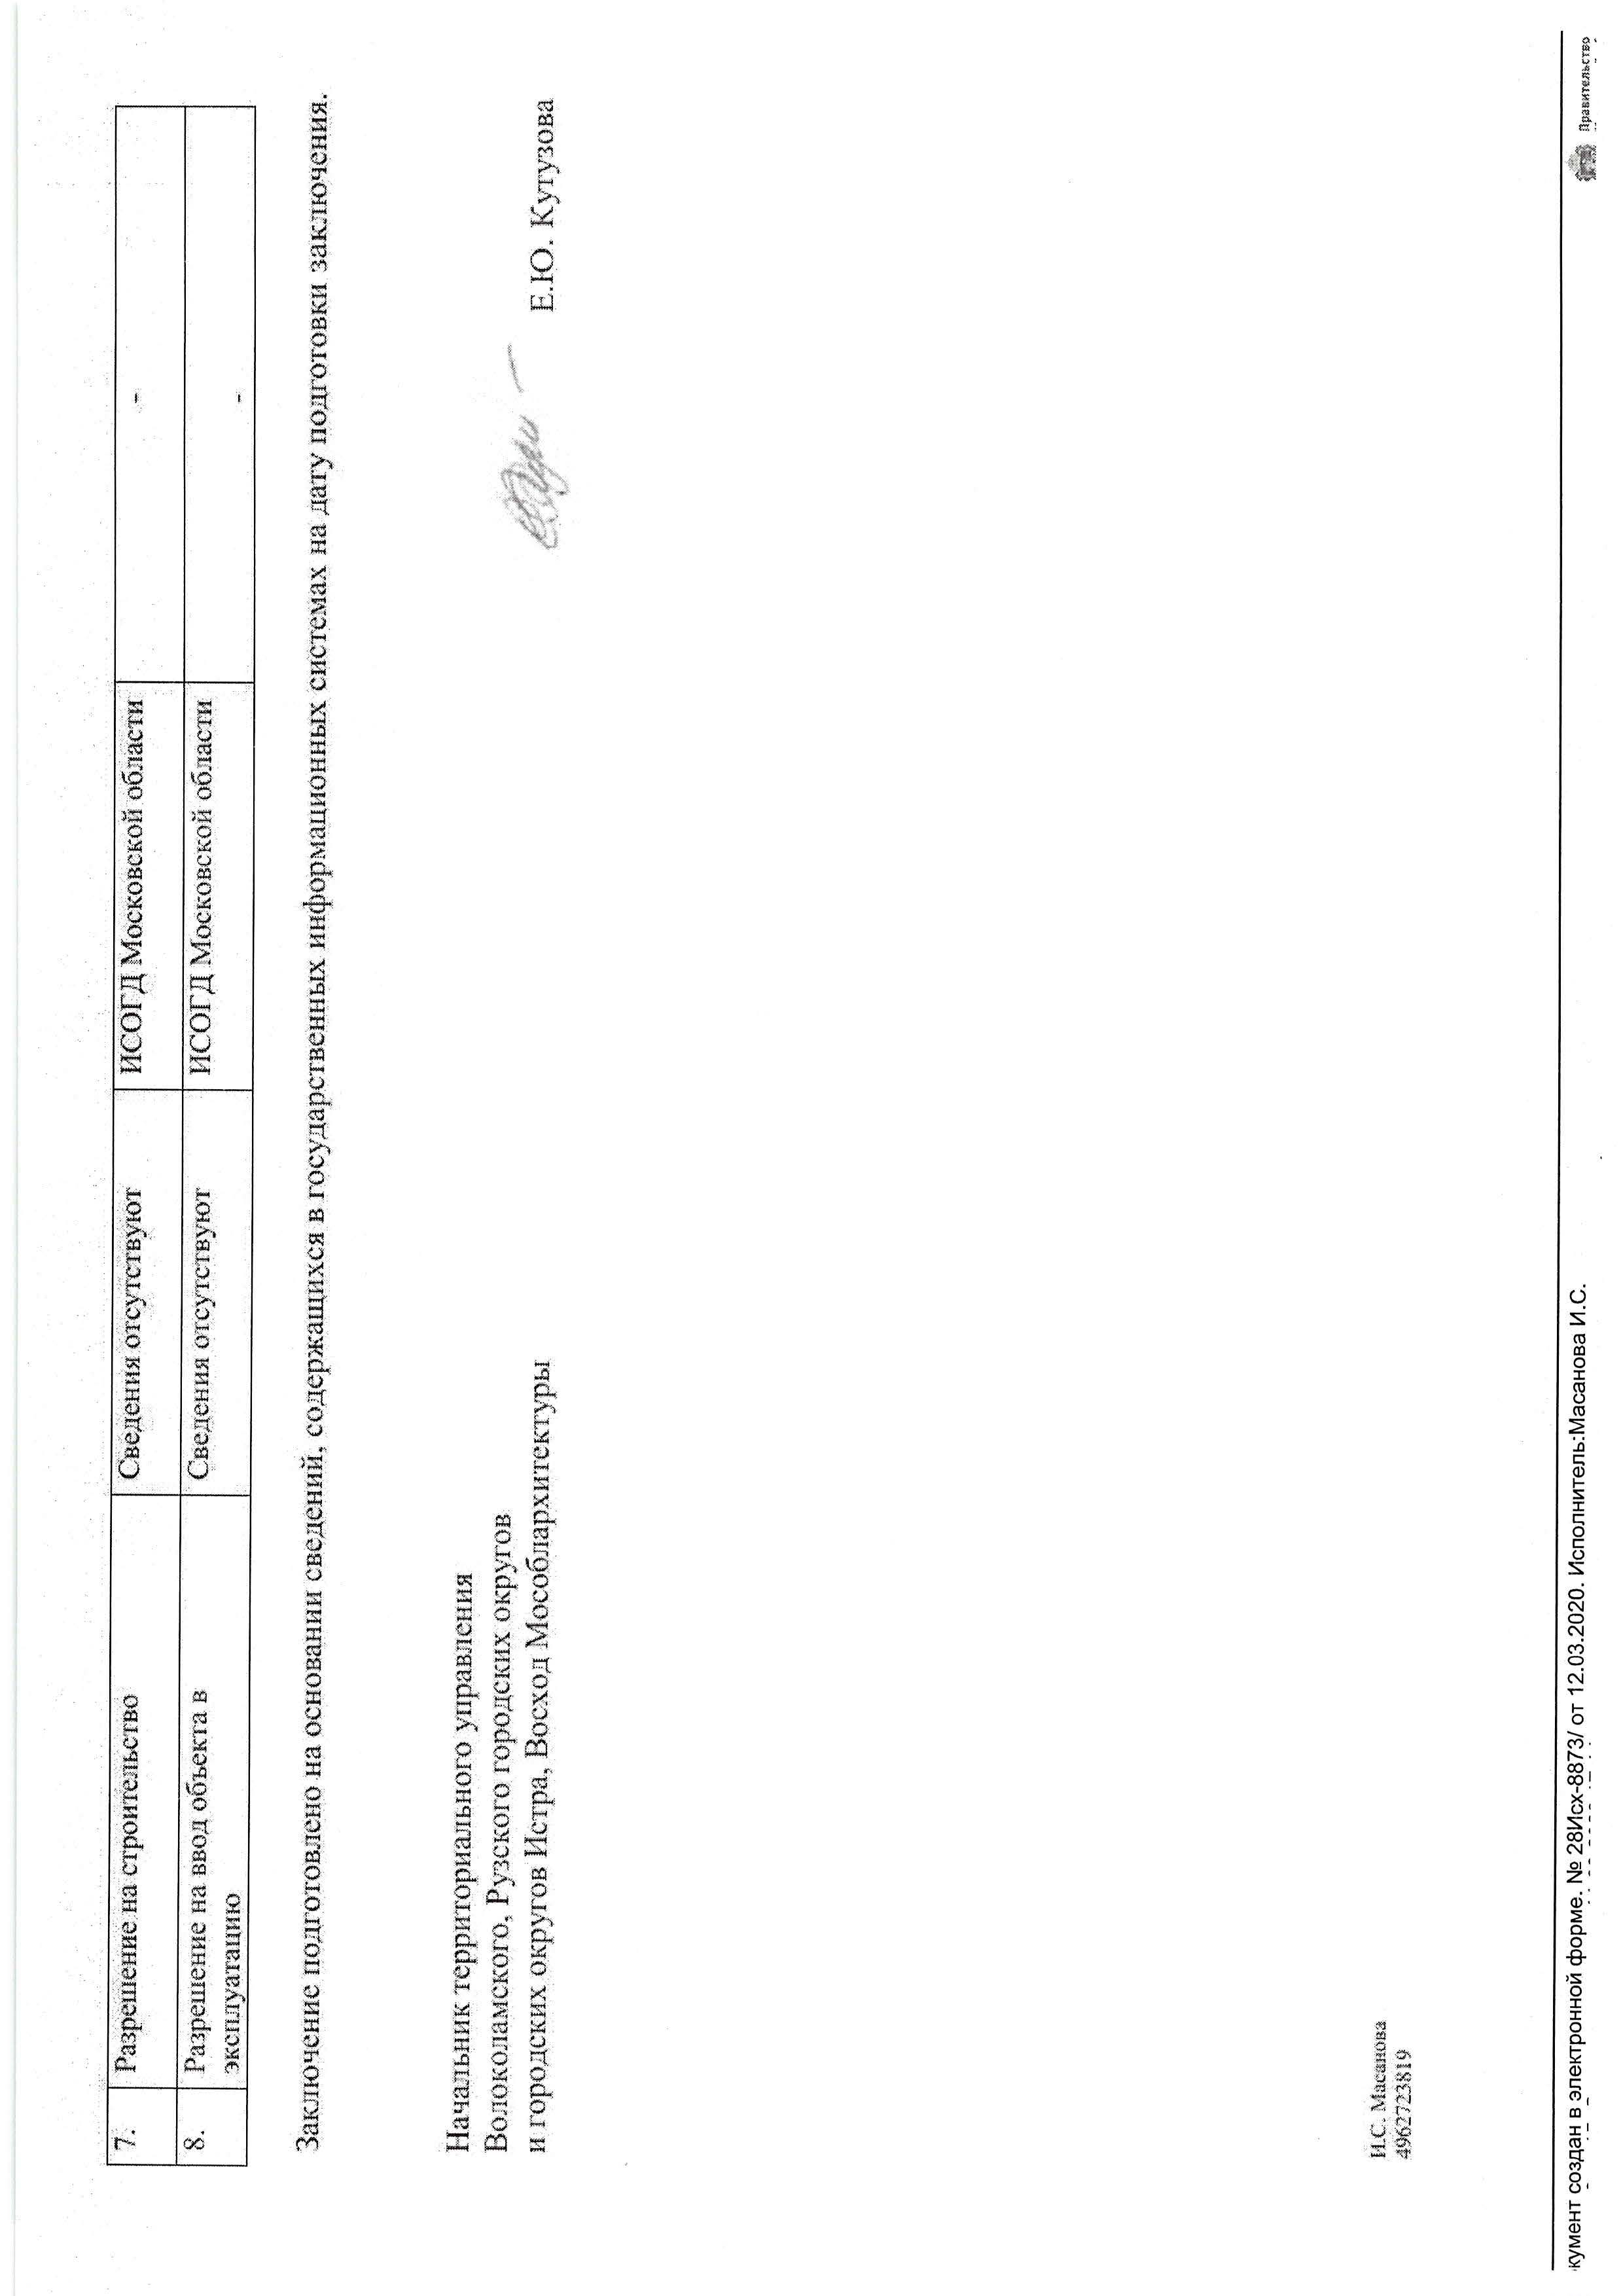 7. Разрешение на строительство Сведения отсутствуют ИСОГД Московской области -
8. Разрешение на ввод объекта в Сведения отсутствуют ИСОГД Московской области
эксплуатацию -
Заключение подготовлено на основании сведений, содержащихся в государственных информационных системах на дату подготовки заключения.
Начальник территориального управления
Волоколамского, Рузского городских округов
и городских округов Истра, Восход Мособлархитектуры Е.Ю. Кутузова
И.С. Масанова
4962723819
кумент создан в электронной форме. № 28Исх-8873/ от 12.03.2020. Исполнитель:Масанова И.С.
Правительство